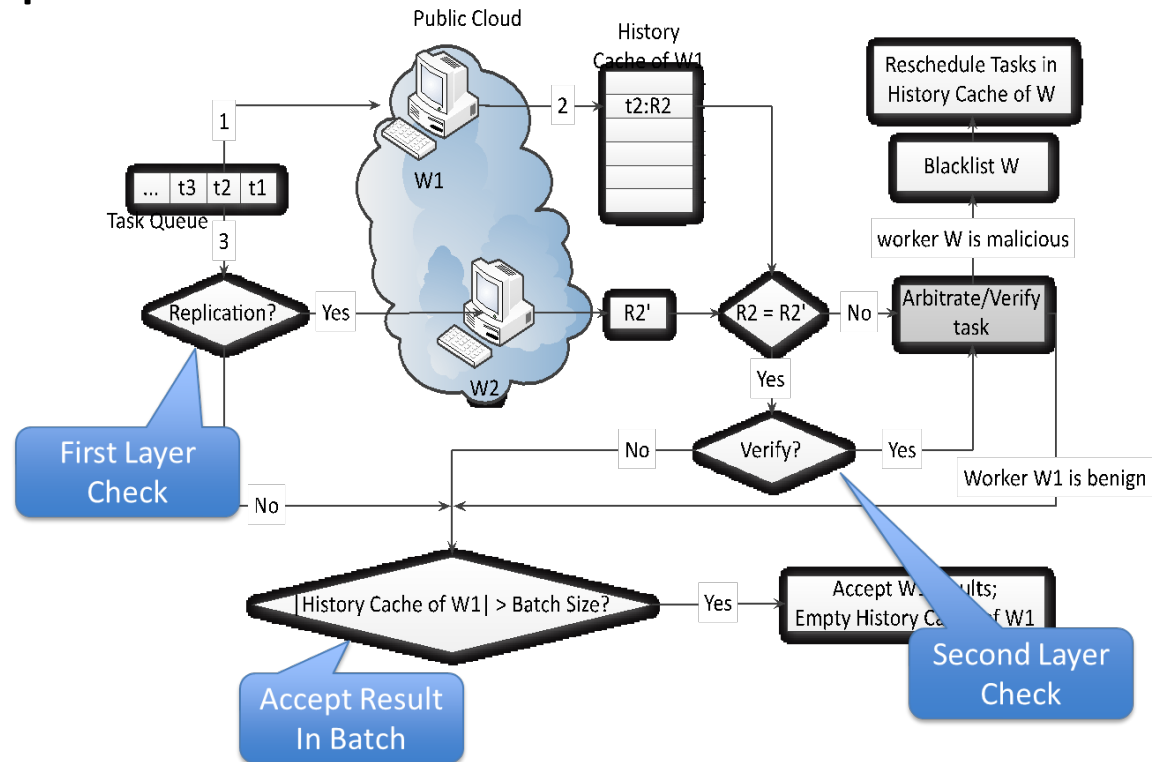 Public Cloud
History
Cache of W1
t2:R2
Reschedule Tasks in
History Cache of W
Blacklist W
worker W is malicious
1
2
W1
... t3 t2 t1
Task Queue
3
Replication?
Yes
W2
R2'
R2 = R2'
No
Arbitrate/Verify
task
Yes
First Layer
Check
No
Verify?
Yes
Worker W1 is benign
No
|History Cache of W1| > Batch Size?
Yes
Accept W
Empty History
of W1
Second Layer
Check
Accept Result
In Batch